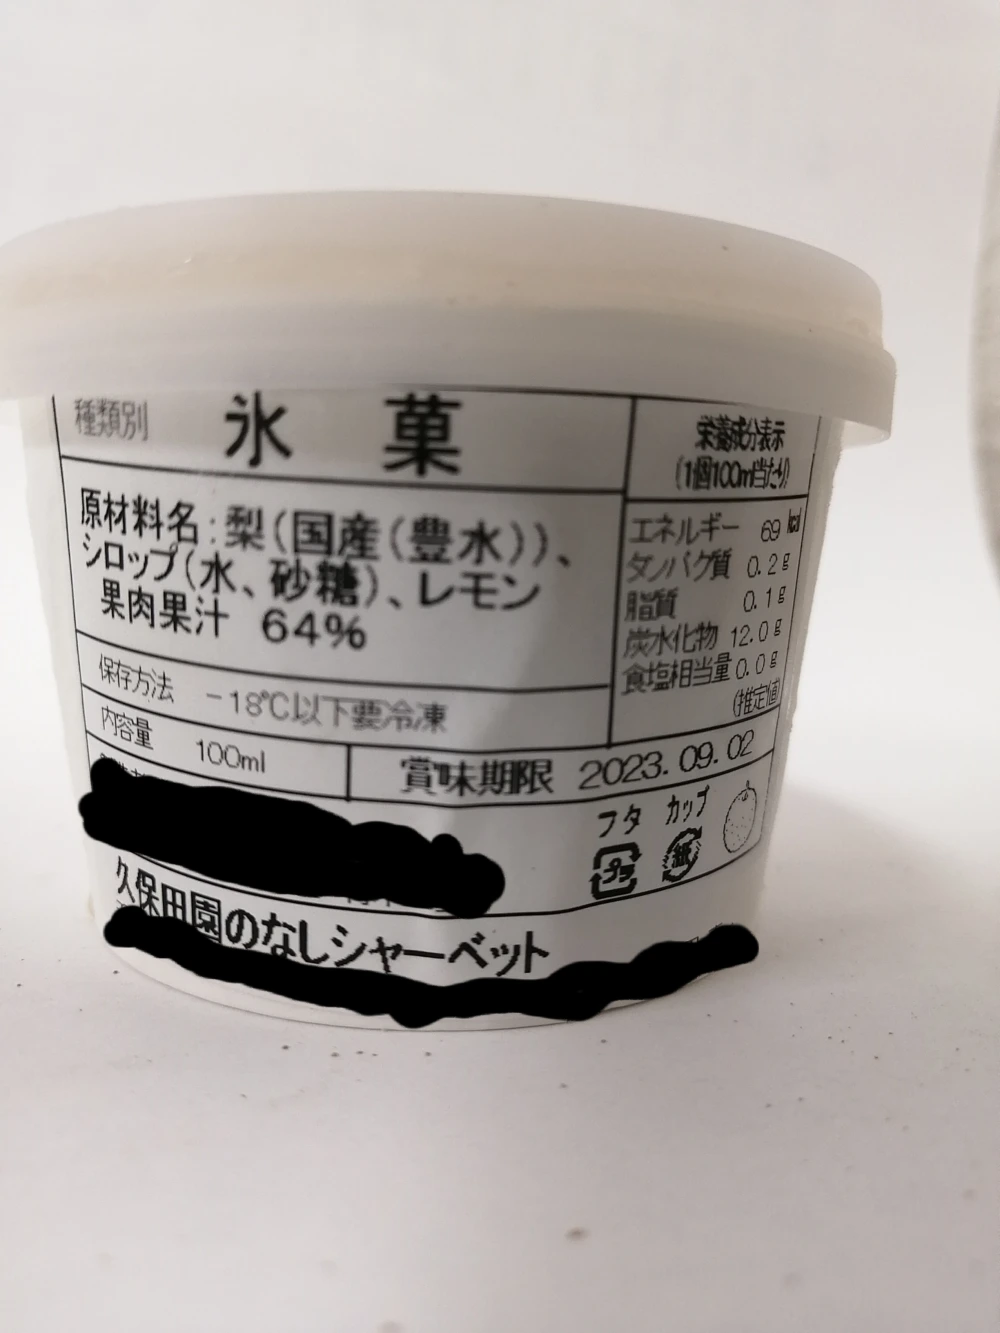 種類別 氷菓
原材料名:梨(国産(豊水))、
シロップ(水、砂糖)、レモン
果肉果汁 64%
保存方法 -18℃以下要冷凍
内容量 100ml
賞味期限 2023.09.02
栄養成分表示
(1個100ml当たり)
エネルギー 69 kcal
タンパク質 0.2g
脂質 0.1g
炭水化物 12.0g
食塩相当量 0.0g
(推定値)
フタ カップ
プラ 紙
久保田園のなしシャーベット